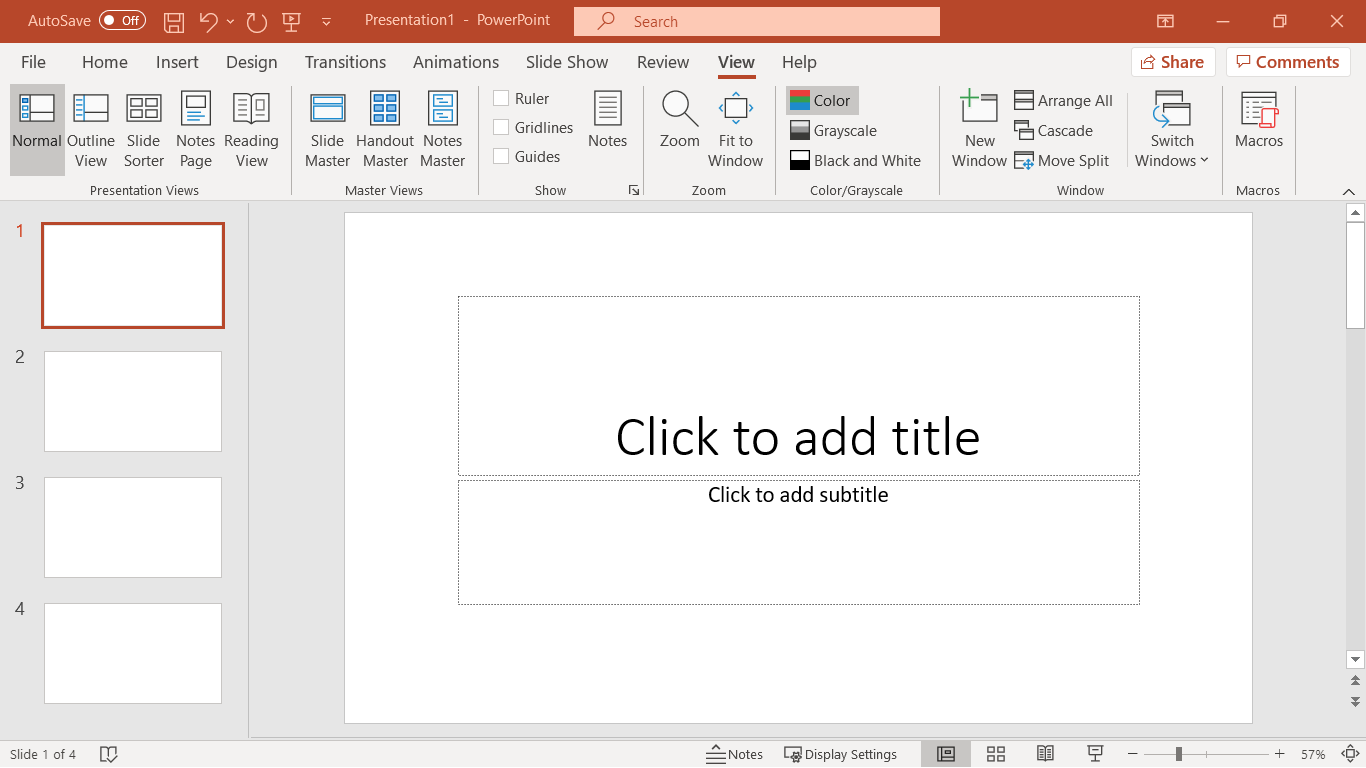 AutoSave Off Presentation1 - PowerPoint Search
File Home Insert Design Transitions Animations Slide Show Review View Help Share Comments
Normal
Outline View
Slide Sorter
Notes Page
Reading View
Presentation Views
Slide Master
Handout Master
Notes Master
Master Views
Ruler
Gridlines
Guides
Notes
Show
Zoom
Fit to Window
Zoom
Color
Grayscale
Black and White
Color/Grayscale
New Window
Arrange All
Cascade
Move Split
Switch Windows
Window
Macros
Macros
1
2
3
4
Click to add title
Click to add subtitle
Slide 1 of 4 Notes Display Settings 57%